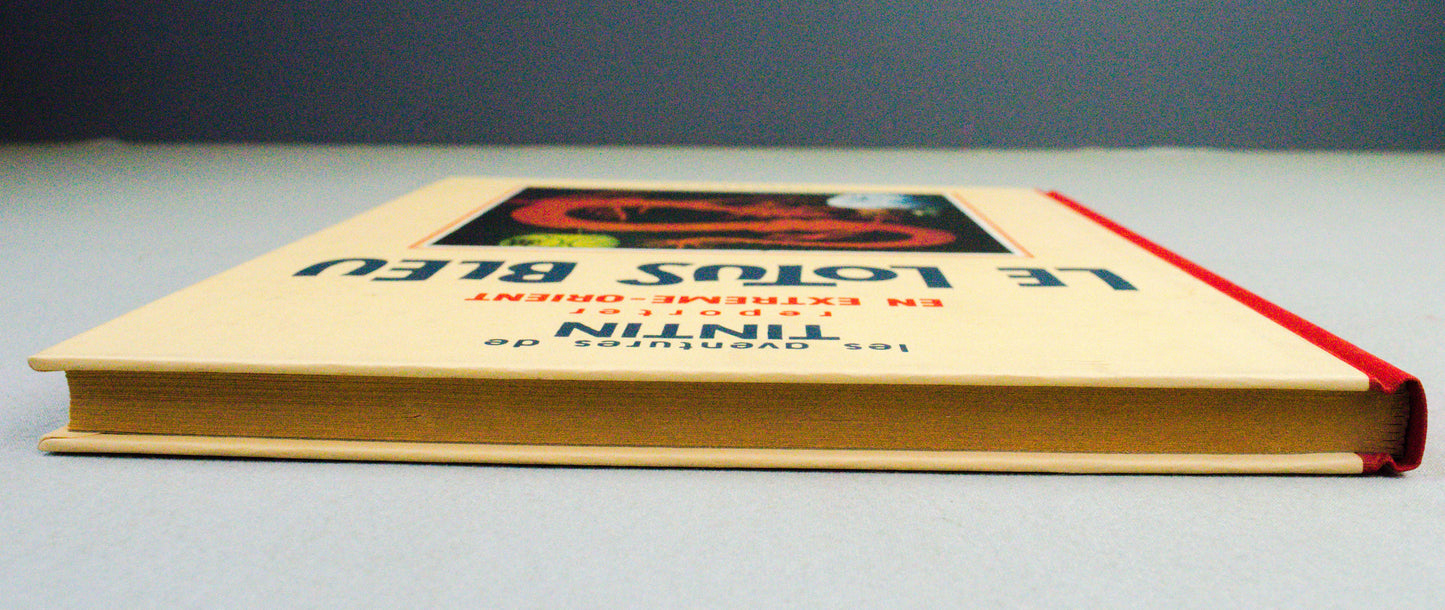 les aventures de
TINTIN
reporter
EN EXTREME-ORIENT
LE LOTUS BLEU